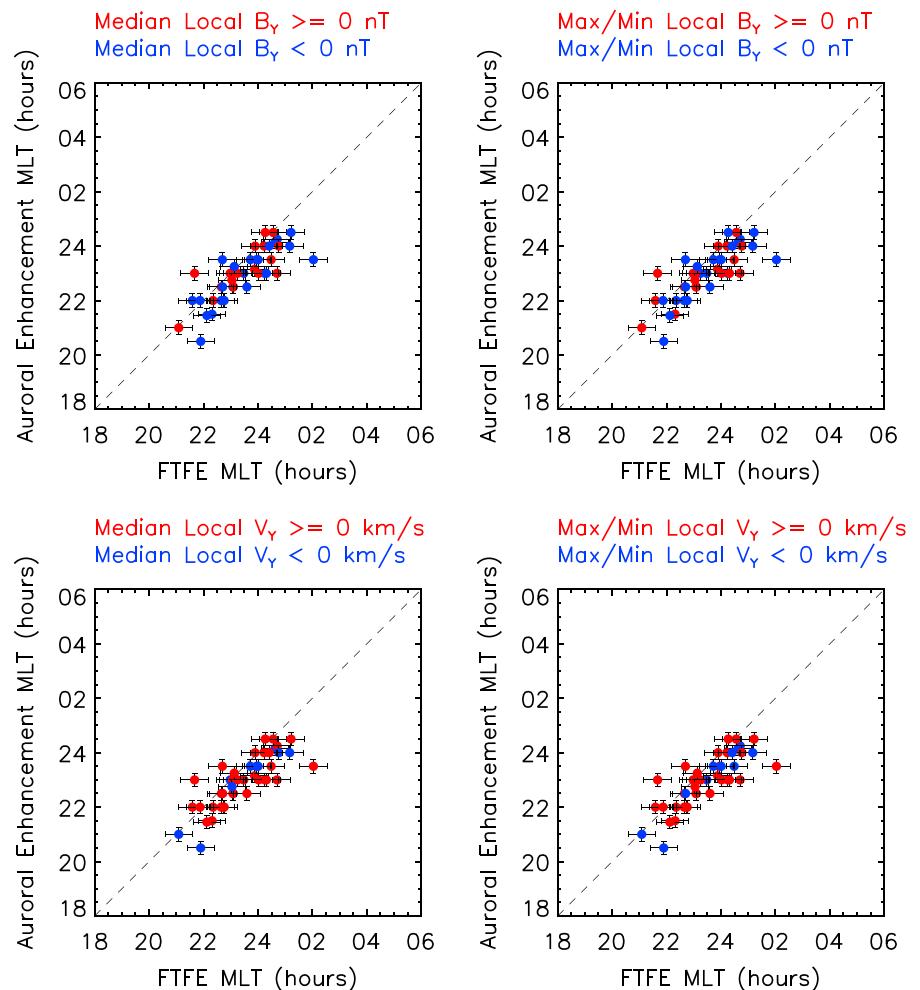 Median Local B_Y >= 0 nT
Median Local B_Y < 0 nT
Auroral Enhancement MLT (hours)
06
04
02
24
22
20
18
18 20 22 24 02 04 06
FTFE MLT (hours)
Max/Min Local B_Y >= 0 nT
Max/Min Local B_Y < 0 nT
Auroral Enhancement MLT (hours)
06
04
02
24
22
20
18
18 20 22 24 02 04 06
FTFE MLT (hours)
Median Local V_Y >= 0 km/s
Median Local V_Y < 0 km/s
Auroral Enhancement MLT (hours)
06
04
02
24
22
20
18
18 20 22 24 02 04 06
FTFE MLT (hours)
Max/Min Local V_Y >= 0 km/s
Max/Min Local V_Y < 0 km/s
Auroral Enhancement MLT (hours)
06
04
02
24
22
20
18
18 20 22 24 02 04 06
FTFE MLT (hours)